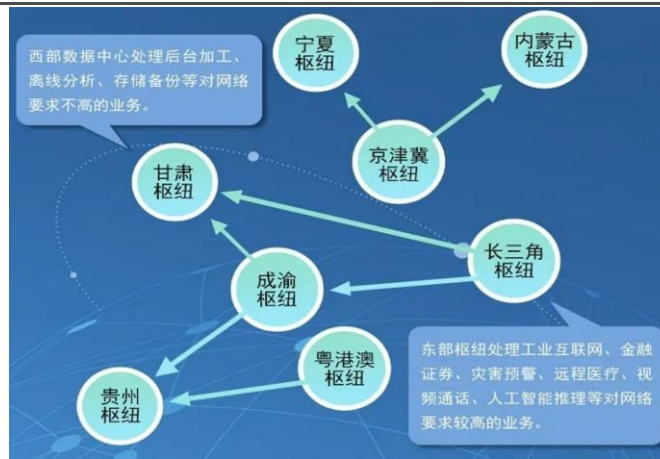 宁夏
枢纽
内蒙古
枢纽
西部数据中心处理后台加工、
离线分析、存储备份等对网络
要求不高的业务。
京津冀
枢纽
甘肃
枢纽
长三角
枢纽
成渝
枢纽
粤港澳
枢纽
贵州
枢纽
东部枢纽处理工业互联网、金融
证券、灾害预警、远程医疗、视
频通话、人工智能推理等对网络
要求较高的业务。